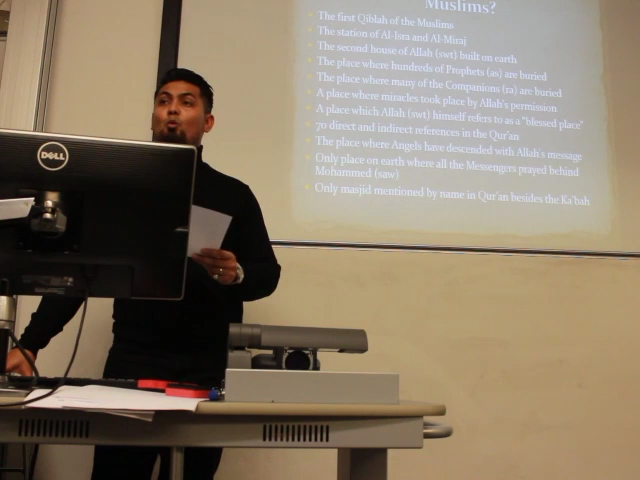 Muslims?
The first Qiblah of the Muslims
The station of Al-Isra and Al-Miraj
The second house of Allah (swt) built on earth
The place where hundreds of Prophets (as) are buried
The place where many of the Companions (ra) are buried
A place where miracles took place by Allah's permission
A place which Allah (swt) himself refers to as a "blessed place"
70 direct and indirect references in the Qur'an
The place where Angels have descended with Allah's message
Only place on earth where all the Messengers prayed behind
Mohammed (saw)
Only masjid mentioned by name in Qur'an besides the Ka'bah
DELL